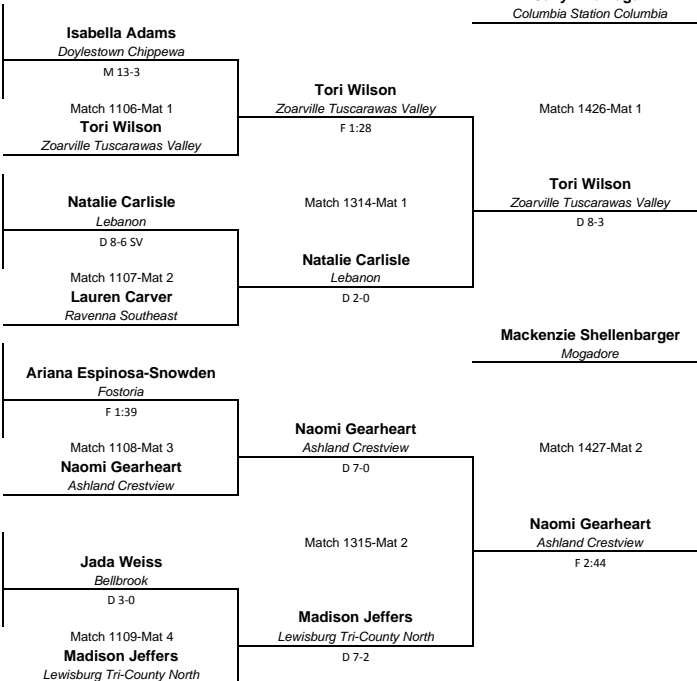 Columbia Station Columbia
Isabella Adams
Doylestown Chippewa
M 13-3
Match 1106-Mat 1
Tori Wilson
Zoarville Tuscarawas Valley
Tori Wilson
Zoarville Tuscarawas Valley
F 1:28
Match 1426-Mat 1
Natalie Carlisle
Lebanon
D 8-6 SV
Match 1107-Mat 2
Lauren Carver
Ravenna Southeast
Match 1314-Mat 1
Natalie Carlisle
Lebanon
D 2-0
Tori Wilson
Zoarville Tuscarawas Valley
D 8-3
Mackenzie Shellenbarger
Mogadore
Ariana Espinosa-Snowden
Fostoria
F 1:39
Match 1108-Mat 3
Naomi Gearheart
Ashland Crestview
Naomi Gearheart
Ashland Crestview
D 7-0
Match 1427-Mat 2
Jada Weiss
Bellbrook
D 3-0
Match 1109-Mat 4
Madison Jeffers
Lewisburg Tri-County North
Match 1315-Mat 2
Madison Jeffers
Lewisburg Tri-County North
D 7-2
Naomi Gearheart
Ashland Crestview
F 2:44